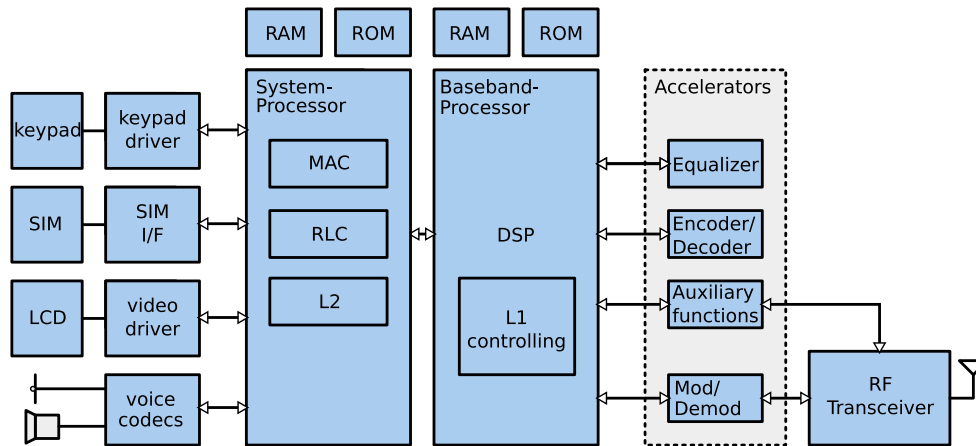 RAM
ROM
RAM
ROM
System-
Processor
Baseband-
Processor
Accelerators
keypad
keypad
driver
MAC
Equalizer
SIM
SIM
I/F
RLC
DSP
Encoder/
Decoder
LCD
video
driver
L2
L1
controlling
Auxiliary
functions
voice
codecs
Mod/
Demod
RF
Transceiver